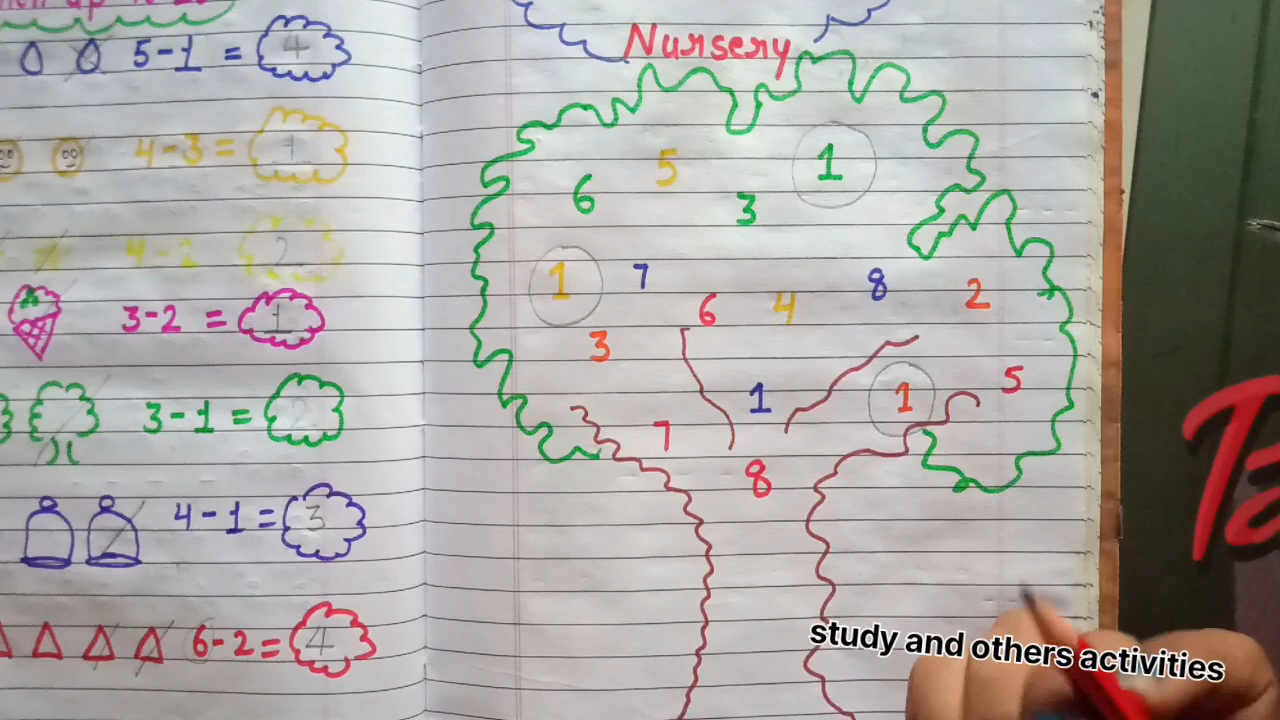 5-1 = 4
4-3 = 1
4-2 2
3-2 = 1
3-1 = 2
4-1 = 3
6-2 = 4
Nursery
6 5 3 1
1 7 6 4 8 2
3 1 1 5
7 8
study and others activities